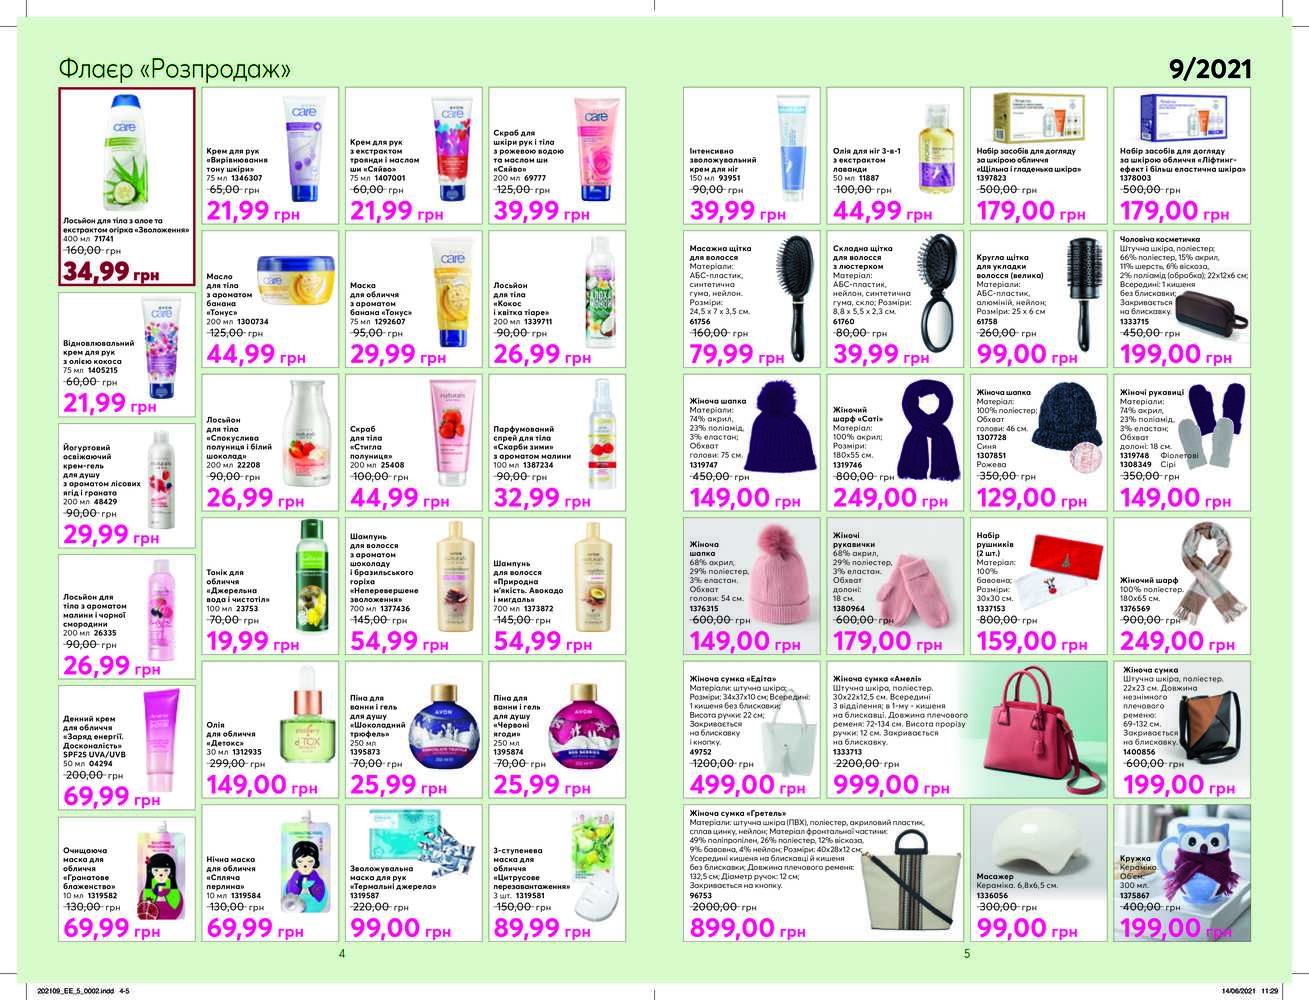 Флаєр «Розпродаж»
9/2021
Лосьйон для тіла з алое та
екстрактом огірка «Зволоження»
400 мл 71741
160,00 грн
34,99 грн
Відновлювальний
крем для рук
з олією кокоса
75 мл 1405215
60,00 грн
21,99 грн
Йогуртовий
освіжаючий
крем-гель
для душу
з ароматом лісових
ягід і граната
200 мл 48429
90,00 грн
29,99 грн
Лосьйон для
тіла з ароматом
малини і чорної
смородини
200 мл 26335
90,00 грн
26,99 грн
Денний крем
для обличчя
«Заряд енергії.
Досконалість»
SPF25 UVA/UVB
50 мл 04294
200,00 грн
69,99 грн
Очищаюча
маска для
обличчя
«Гранатове
блаженство»
10 мл 1319582
130,00 грн
69,99 грн
Крем для рук
«Вирівнювання
тону шкіри»
75 мл 1346307
65,00 грн
21,99 грн
Крем для рук
з екстрактом
троянди і маслом
ши «Сяйво»
75 мл 1407001
60,00 грн
21,99 грн
Скраб для
шкіри рук і тіла
з рожевою водою
та маслом ши
«Сяйво»
200 мл 69777
125,00 грн
39,99 грн
Масло
для тіла
з ароматом
банана
«Тонус»
200 мл 1300734
125,00 грн
44,99 грн
Маска
для обличчя
з ароматом
банана «Тонус»
75 мл 1292607
95,00 грн
29,99 грн
Лосьйон
для тіла
«Кокос
і квітка тіаре»
200 мл 1339711
90,00 грн
26,99 грн
Лосьйон
для тіла
«Спокуслива
полуниця і білий
шоколад»
200 мл 22208
90,00 грн
26,99 грн
Скраб
для тіла
«Стигла
полуниця»
200 мл 25408
100,00 грн
44,99 грн
Парфумований
спрей для тіла
«Скарби зими»
з ароматом малини
100 мл 1387234
90,00 грн
32,99 грн
Тонік для
обличчя
«Джерельна
вода і чистотіл»
100 мл 23753
70,00 грн
19,99 грн
Шампунь
для волосся
з ароматом
шоколаду
і бразильського
горіха
«Неперевершене
зволоження»
700 мл 1377436
145,00 грн
54,99 грн
Шампунь
для волосся
«Природна
м'якість. Авокадо
і мигдаль»
700 мл 1373872
145,00 грн
54,99 грн
Олія
для обличчя
«Детокс»
30 мл 1312935
299,00 грн
149,00 грн
Піна для
ванни і гель
для душу
«Шоколадний
трюфель»
250 мл
1395873
70,00 грн
25,99 грн
Піна для
ванни і гель
для душу
«Червоні
ягоди»
250 мл
1395874
70,00 грн
25,99 грн
Нічна маска
для обличчя
«Спляча
перлина»
10 мл 1319584
130,00 грн
69,99 грн
Зволожувальна
маска для рук
«Термальні джерела»
1319587
220,00 грн
99,00 грн
3-ступенева
маска для
обличчя
«Цитрусове
перезавантаження»
3 шт. 1319581
150,00 грн
89,99 грн
4
Інтенсивно
зволожувальний
крем для ніг
150 мл 93951
90,00 грн
39,99 грн
Олія для ніг 3-в-1
з екстрактом
лаванди
50 мл 11887
100,00 грн
44,99 грн
Набір засобів для догляду
за шкірою обличчя
«Щільна і гладенька шкіра»
1397823
500,00 грн
179,00 грн
Набір засобів для догляду
за шкірою обличчя «Ліфтинг-
ефект і більш еластична шкіра»
1378003
500,00 грн
179,00 грн
Масажна щітка
для волосся
Матеріали:
АБС-пластик,
синтетична
гума, нейлон.
Розміри:
24,5 х 7 х 3,5 см.
61756
160,00 грн
79,99 грн
Складна щітка
для волосся
з люстерком
Матеріали:
АБС-пластик,
нейлон, синтетична
гума, скло; Розміри:
8,8 х 5,5 х 2,3 см.
61760
80,00 грн
39,99 грн
Кругла щітка
для укладки
волосся (велика)
Матеріали:
АБС-пластик,
алюміній, нейлон;
Розміри: 25 х 6 см
61758
260,00 грн
99,00 грн
Чоловіча косметичка
Штучна шкіра, поліестер;
66% поліестер, 15% акрил,
11% шерсть, 6% віскоза,
2% поліамід (обробка); 22х12х6 см;
Всередині: 1 кишеня
без блискавки;
Закривається
на блискавку.
1333715
450,00 грн
199,00 грн
Жіноча шапка
Матеріали:
74% акрил,
23% поліамід,
3% еластан;
Обхват
голови: 75 см.
1319747
450,00 грн
149,00 грн
Жіночий
шарф «Саті»
Матеріал:
100% акрил;
Розміри:
180х55 см.
1319746
800,00 грн
249,00 грн
Жіноча шапка
Матеріал:
100% поліестер;
Обхват
голови: 46 см.
1307728
Синя
1307851
Рожева
350,00 грн
129,00 грн
Жіночі рукавиці
Матеріали:
74% акрил,
23% поліамід,
3% еластан;
Обхват
долоні: 18 см.
1319748 Фіолетові
1308349 Сірі
350,00 грн
149,00 грн
Жіноча
шапка
68% акрил,
29% поліестер,
3% еластан.
Обхват
голови: 54 см.
1376315
600,00 грн
149,00 грн
Жіночі
рукавички
68% акрил,
29% поліестер,
3% еластан.
Обхват
долоні:
18 см.
1380964
600,00 грн
179,00 грн
Набір
рушників
(2 шт.)
Матеріал:
100%
бавовна;
Розміри:
30х30 см.
1337153
800,00 грн
159,00 грн
Жіночий шарф
100% поліестер.
180х65 см.
1376569
900,00 грн
249,00 грн
Жіноча сумка «Едіта»
Матеріали: штучна шкіра;
Розміри: 34х37х10 см; Всередині:
1 кишеня без блискавки;
Висота ручки: 22 см;
Закривається
на блискавку
і кнопку.
49752
1200,00 грн
499,00 грн
Жіноча сумка «Амелі»
Штучна шкіра, поліестер.
30х22х12,5 см. Всередині
3 відділення; в 1-му - кишеня
на блискавці. Довжина плечового
ременя: 72-134 см. Висота прорізу
ручки: 12 см. Закривається
на блискавку.
1333713
2200,00 грн
999,00 грн
Жіноча сумка
Штучна шкіра, поліестер.
22х23 см. Довжина
незнімного
плечового
ременю:
69-132 см.
Закривається
на блискавку.
1400856
600,00 грн
199,00 грн
Жіноча сумка «Гретель»
Матеріали: штучна шкіра (ПВХ), поліестер, акриловий пластик,
сплав цинку, нейлон; Матеріал фронтальної частини:
49% поліпропілен, 26% поліестер, 12% віскоза,
9% бавовна, 4% нейлон; Розміри: 40х28х12 см;
Усередині кишеня на блискавці й кишеня
без блискавки; Довжина плечового ременя:
132,5 см; Діаметр ручок: 12 см;
Закривається на кнопку.
96753
2000,00 грн
899,00 грн
Масажер
Кераміка. 6,8х6,5 см.
1336056
300,00 грн
99,00 грн
Кружка
Кераміка.
Об'єм:
300 мл.
1375867
400,00 грн
199,00 грн
5
202109_EE_5_0002.indd 4-5
14/06/2021 11:29